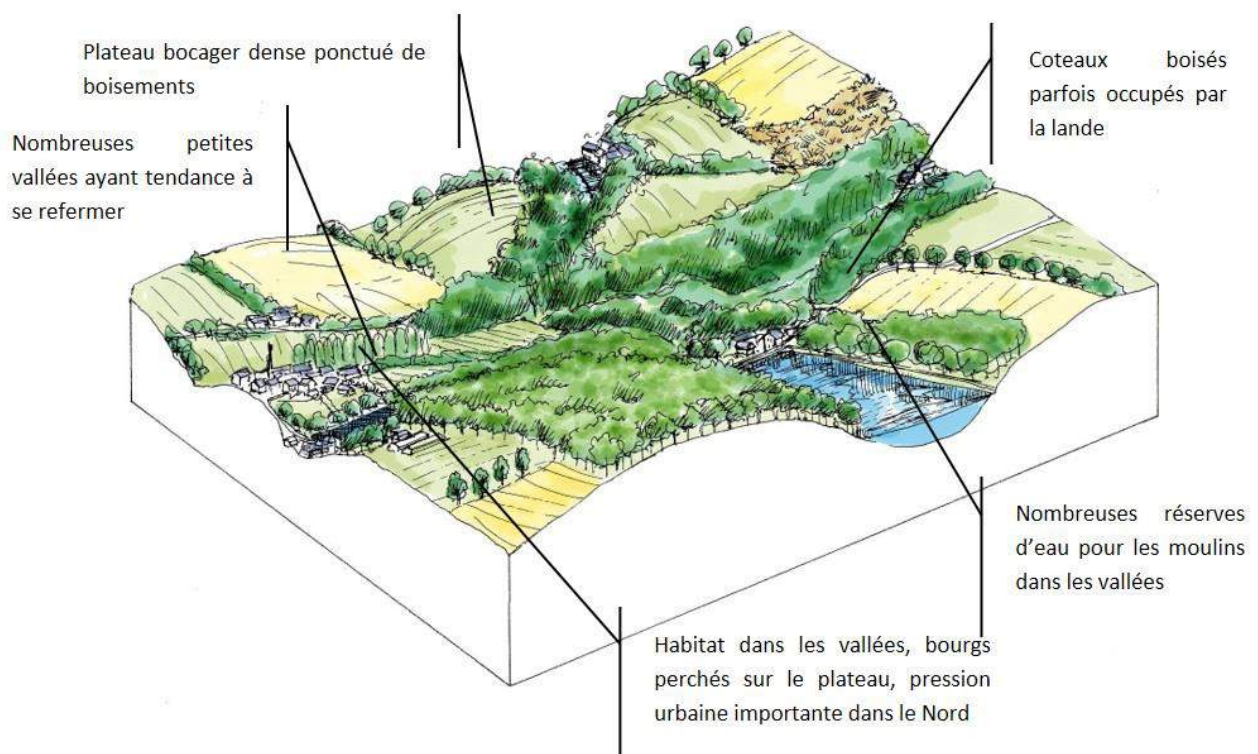 Plateau bocager dense ponctué de
boisements
Nombreuses petites
vallées ayant tendance à
se refermer
Coteaux boisés
parfois occupés par
la lande
Nombreuses réserves
d’eau pour les moulins
dans les vallées
Habitat dans les vallées, bourgs
perchés sur le plateau, pression
urbaine importante dans le Nord